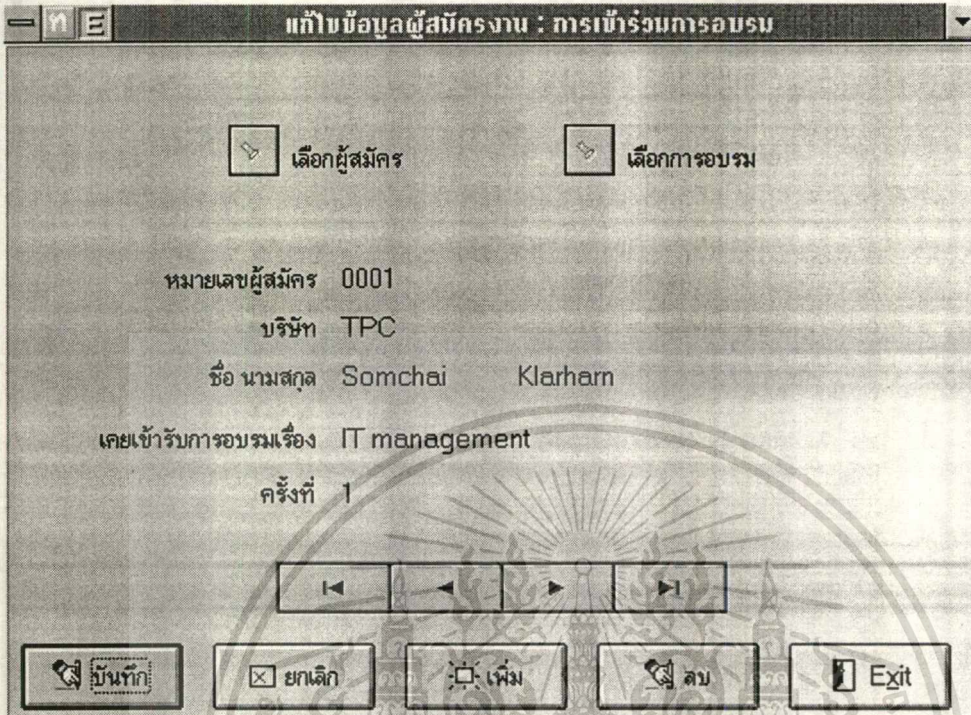 ท E แก้ไขข้อมูลผู้สมัครงาน : การเข้าร่วมการอบรม
เลือกผู้สมัคร เลือกการอบรม
หมายเลขผู้สมัคร 0001
บริษัท TPC
ชื่อ นามสกุล Somchai Klarharn
เคยเข้ารับการอบรมเรื่อง IT management
ครั้งที่ 1
บันทึก ยกเลิก เพิ่ม ลบ Exit